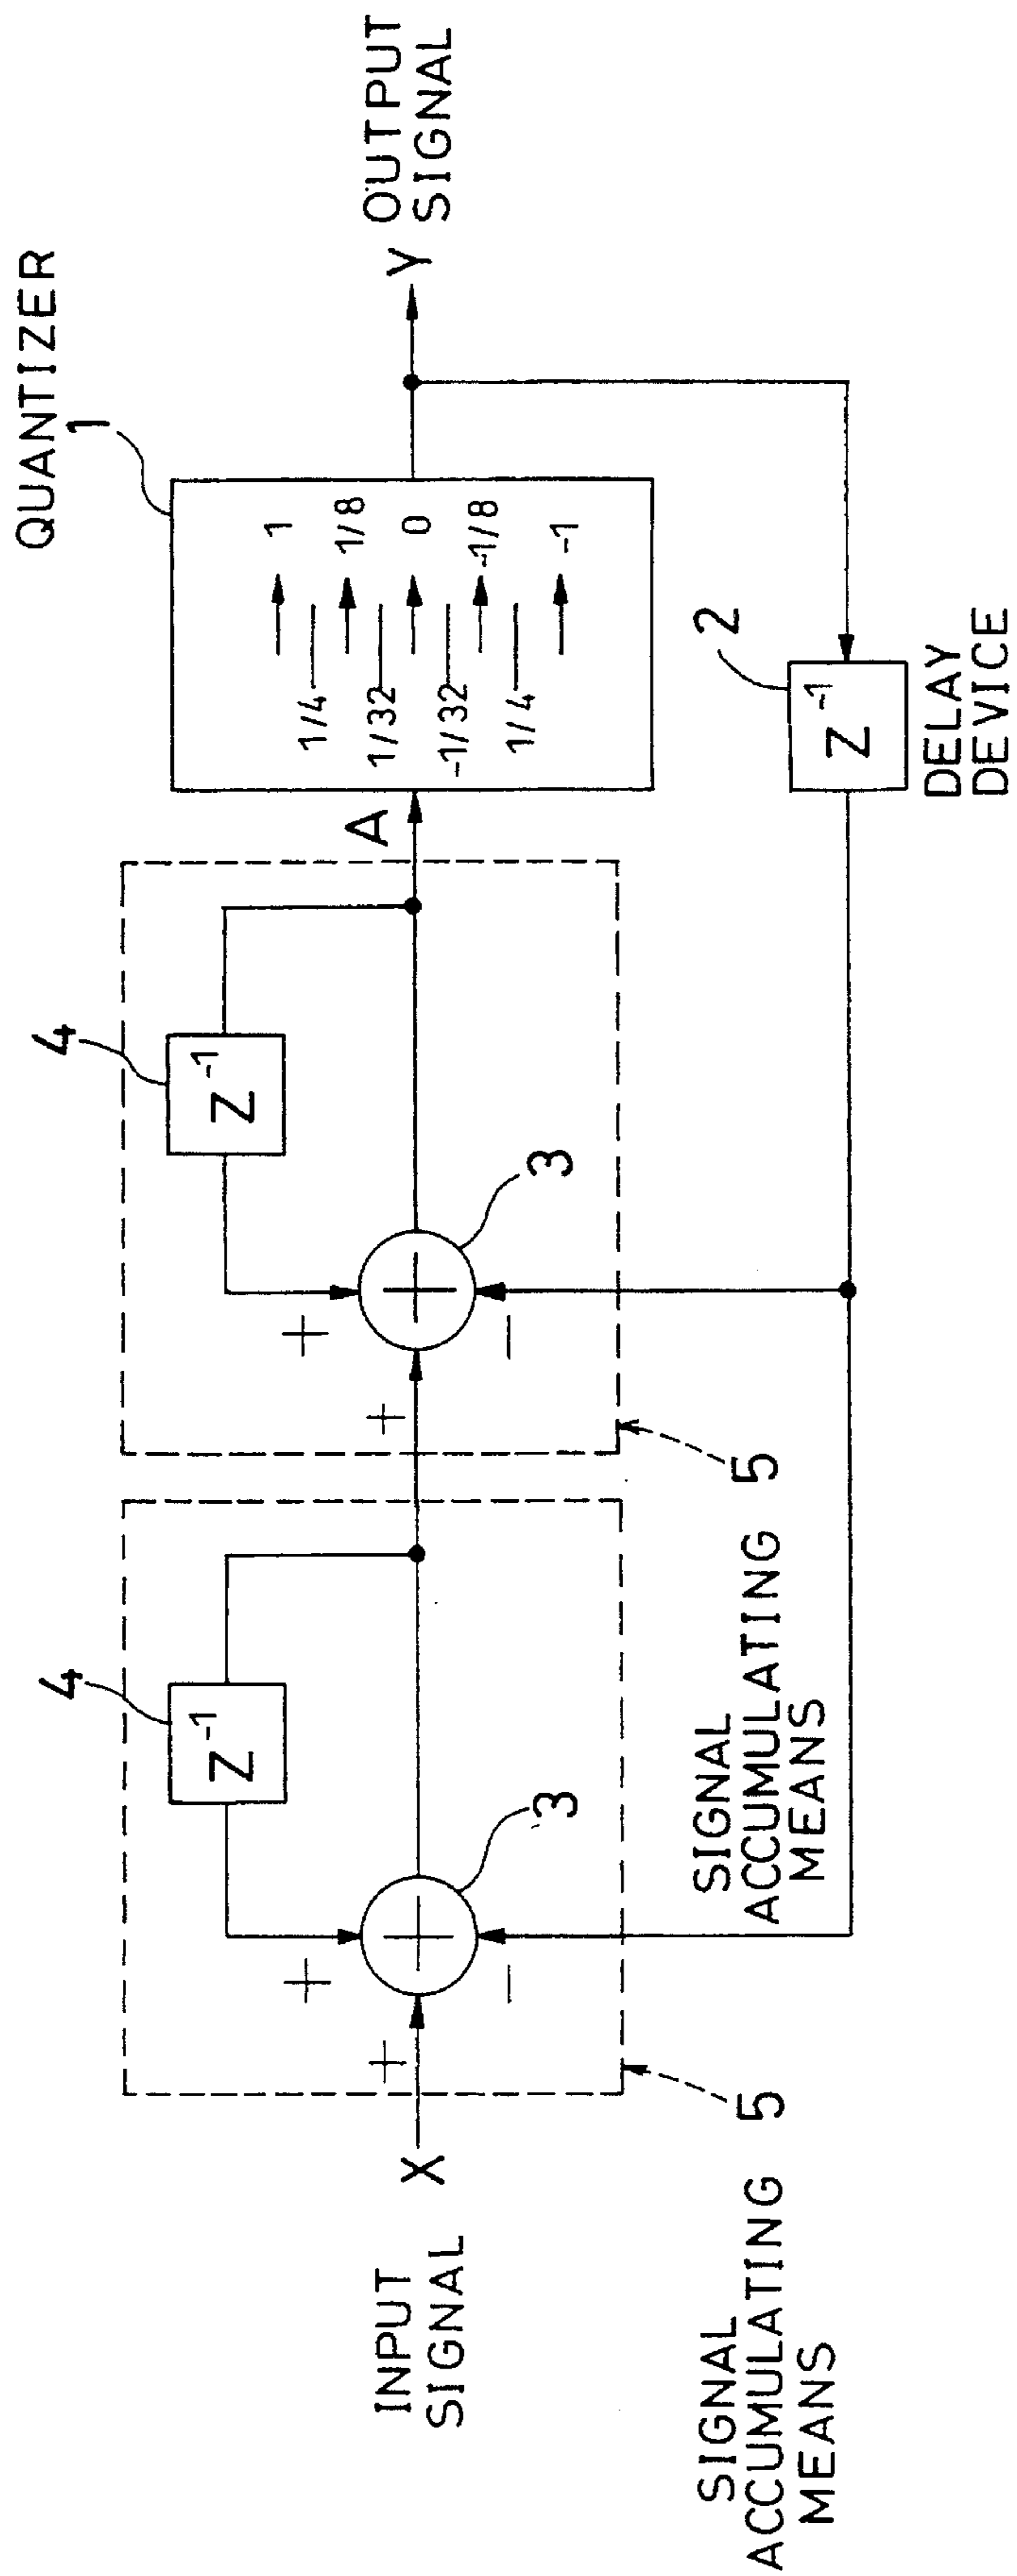 QUANTIZER
1
1
1/4
1/8
1/32
0
-1/32
-1/8
1/4
-1
A
Y
OUTPUT
SIGNAL
4
Z-1
4
Z-1
+
+
−
3
+
+
−
3
X
INPUT
SIGNAL
2
Z-1
DELAY
DEVICE
5
SIGNAL
ACCUMULATING
MEANS
5
SIGNAL
ACCUMULATING
MEANS